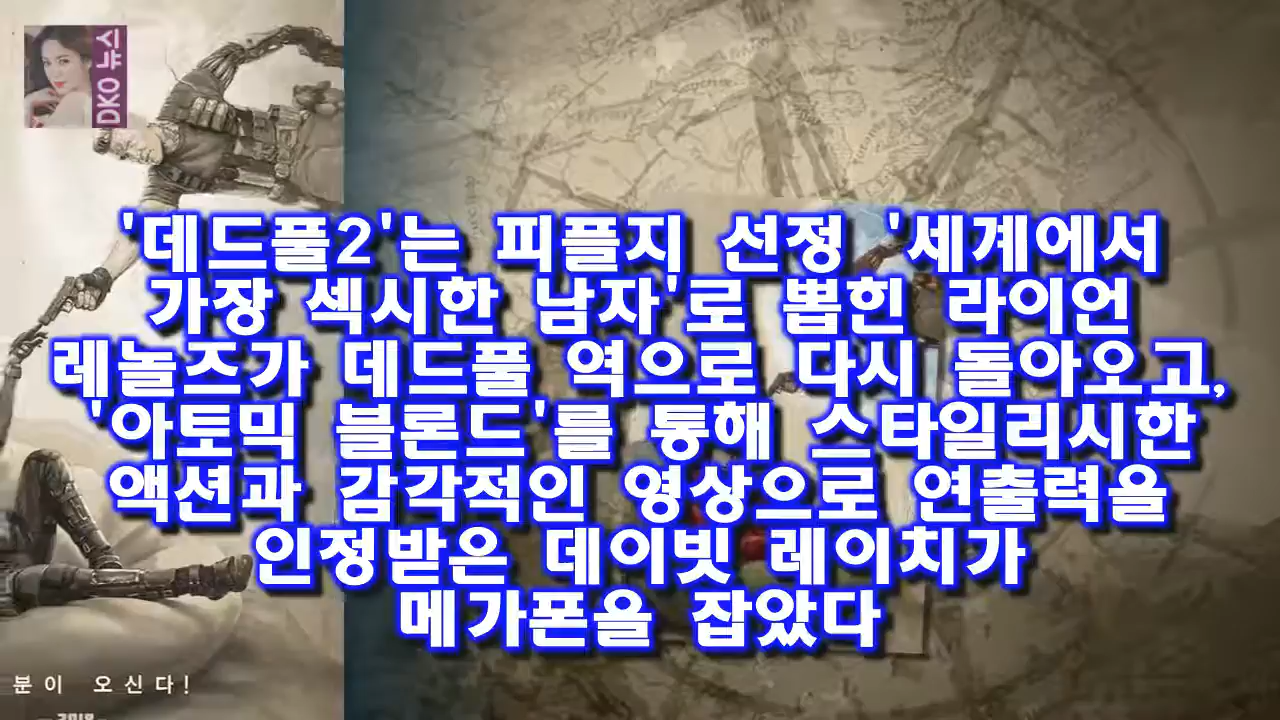 DKO 뉴스
'데드풀2'는 피플지 선정 '세계에서
가장 섹시한 남자'로 뽑힌 라이언
레놀즈가 데드풀 역으로 다시 돌아오고,
'아토믹 블론드'를 통해 스타일리시한
액션과 감각적인 영상으로 연출력을
인정받은 데이빗 레이치가
메가폰을 잡았다
분이 오신다!